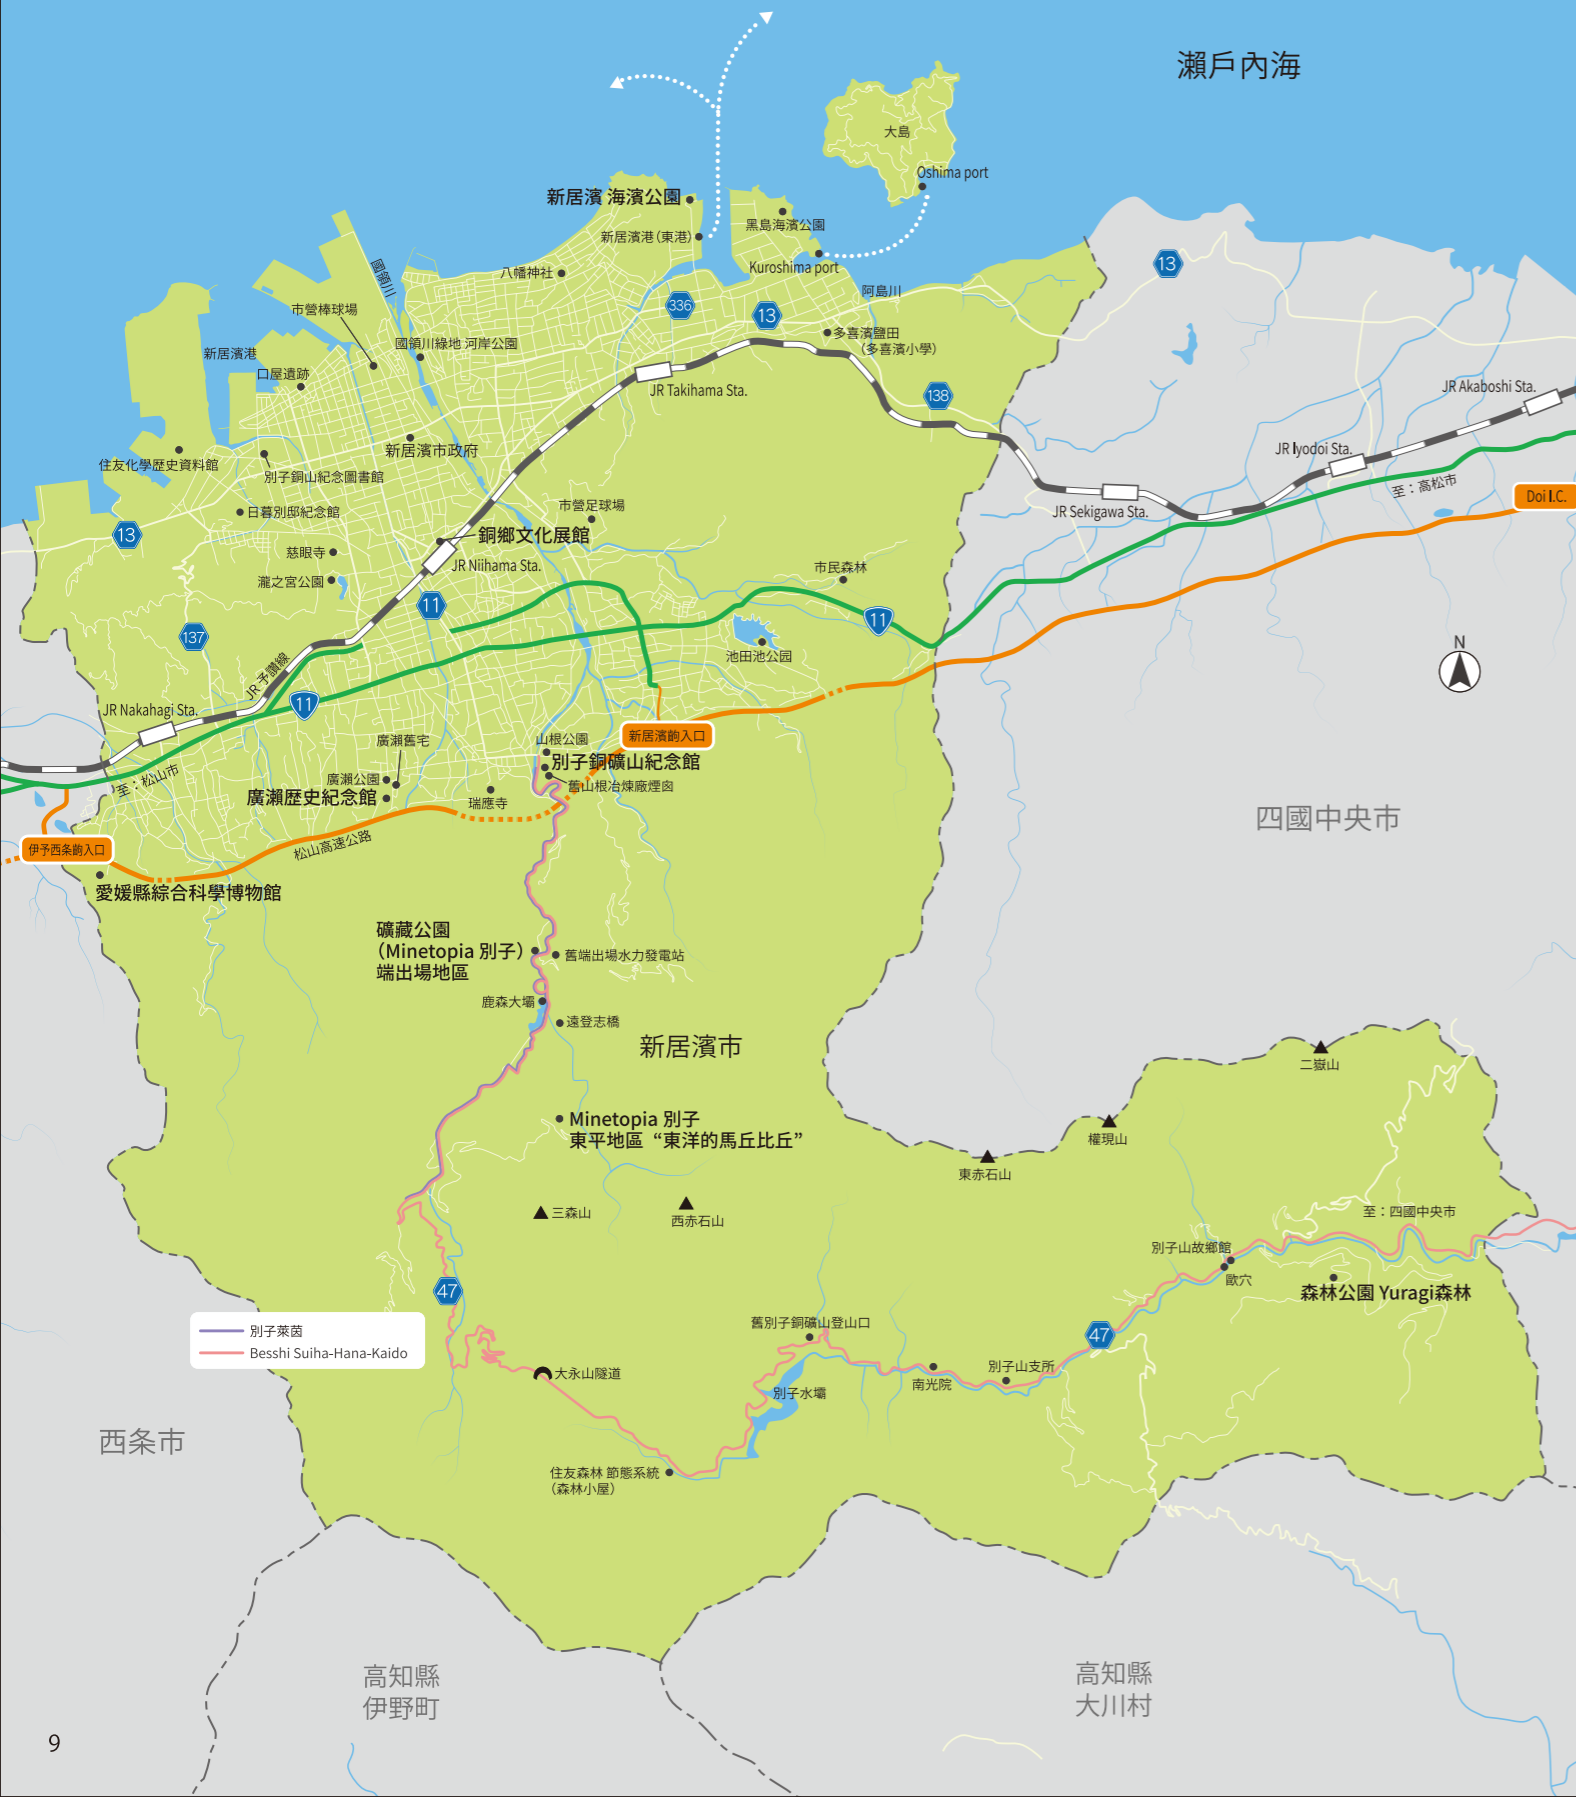 瀨戶內海
大島
Oshima port
新居濱 海濱公園
新居濱港（東港）
黑島海濱公園
Kuroshima port
八幡神社
國領川
阿島川
13
336
13
市營棒球場
國領川綠地 河岸公園
多喜濱鹽田
（多喜濱小學）
新居濱港
口屋遺跡
JR Takihama Sta.
138
JR Akaboshi Sta.
新居濱市政府
JR Iyodoi Sta.
住友化學歷史資料館
別子銅山紀念圖書館
至：高松市
Doi I.C.
日暮別邸紀念館
市營足球場
JR Sekigawa Sta.
13
銅鄉文化展館
慈眼寺
JR Niihama Sta.
市民森林
瀧之宮公園
11
11
137
池田池公园
N
JR 予讚線
11
JR Nakahagi Sta.
新居濱齣入口
廣瀨舊宅
山根公園
別子銅礦山紀念館
至：松山市
廣瀨公園
舊山根冶煉廠煙囪
廣瀨歷史紀念館
瑞應寺
四國中央市
松山高速公路
伊予西条齣入口
愛媛縣綜合科學博物館
礦藏公園
（Minetopia 別子）
端出場地區
舊端出場水力發電站
鹿森大壩
遠登志橋
新居濱市
二嶽山
Minetopia 別子
東平地區“東洋的馬丘比丘”
權現山
東赤石山
三森山
西赤石山
至：四國中央市
別子山故鄉館
歐穴
47
森林公園 Yuragi森林
別子萊茵
Besshi Suiha-Hana-Kaido
舊別子銅礦山登山口
47
大永山隧道
別子山支所
南光院
別子水壩
西条市
住友森林 節態系統
（森林小屋）
高知縣
伊野町
高知縣
大川村
9